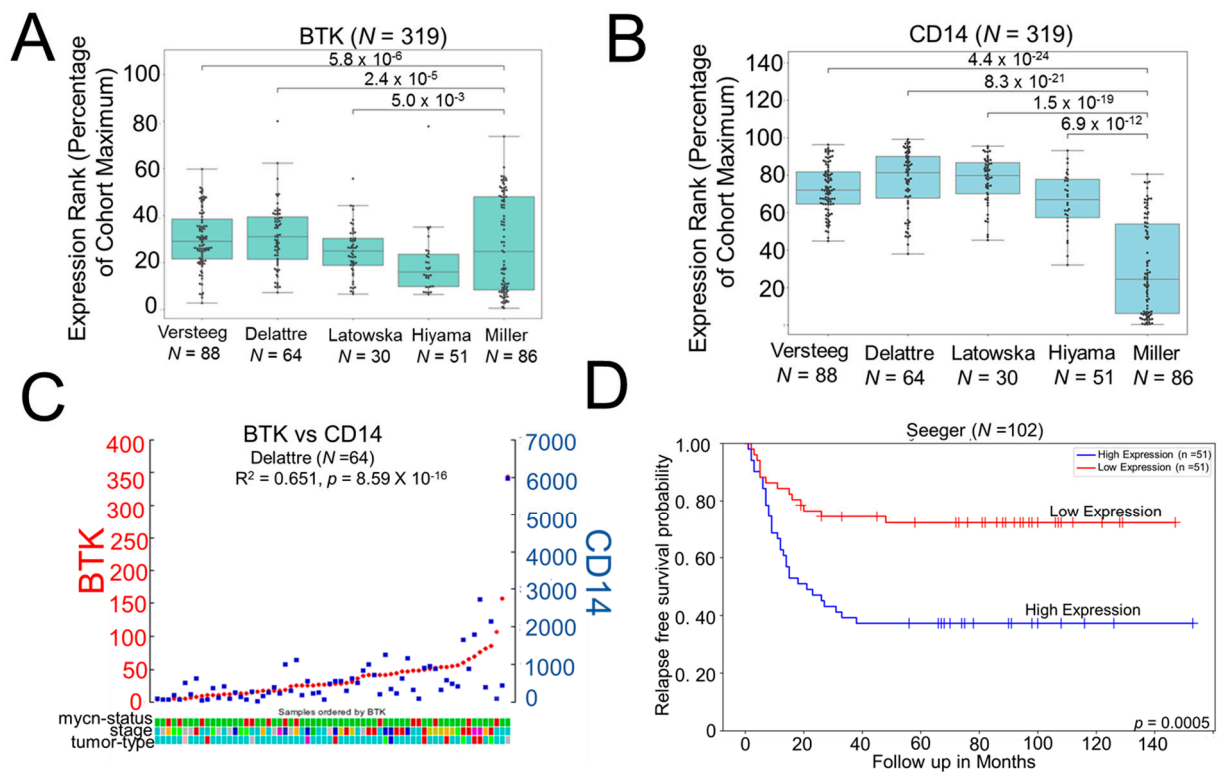 A
BTK (N = 319)
Expression Rank (Percentage
of Cohort Maximum)
100
80
60
40
20
0
5.8 x 10-6
2.4 x 10-5
5.0 x 10-3
Versteeg Delattre Latowska Hiyama Miller
N = 88 N = 64 N = 30 N = 51 N = 86
B
CD14 (N = 319)
Expression Rank (Percentage
of Cohort Maximum)
140
120
100
80
60
40
20
4.4 x 10-24
8.3 x 10-21
1.5 x 10-19
6.9 x 10-12
Versteeg Delattre Latowska Hiyama Miller
N = 88 N = 64 N = 30 N = 51 N = 86
C
BTK vs CD14
Delattre (N =64)
R2 = 0.651, p = 8.59 X 10-16
BTK
400
350
300
250
200
150
100
50
0
CD14
7000
6000
5000
4000
3000
2000
1000
0
Samples ordered by BTK
mycn-status
stage
tumor-type
D
Seeger (N =102)
Relapse free survival probability
1.00
0.80
0.60
0.40
0.20
0.
High Expression (n =51)
Low Expression (n =51)
Low Expression
High Expression
p = 0.0005
0 20 40 60 80 100 120 140
Follow up in Months